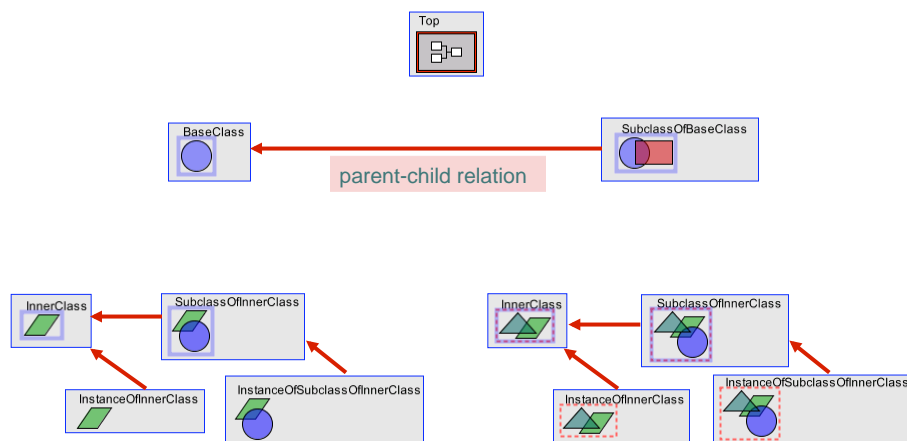 Top
BaseClass
SubclassOfBaseClass
parent-child relation
InnerClass
SubclassOfInnerClass
InnerClass
SubclassOfInnerClass
InstanceOfInnerClass
InstanceOfSubclassOfInnerClass
InstanceOfInnerClass
InstanceOfSubclassOfInnerClass